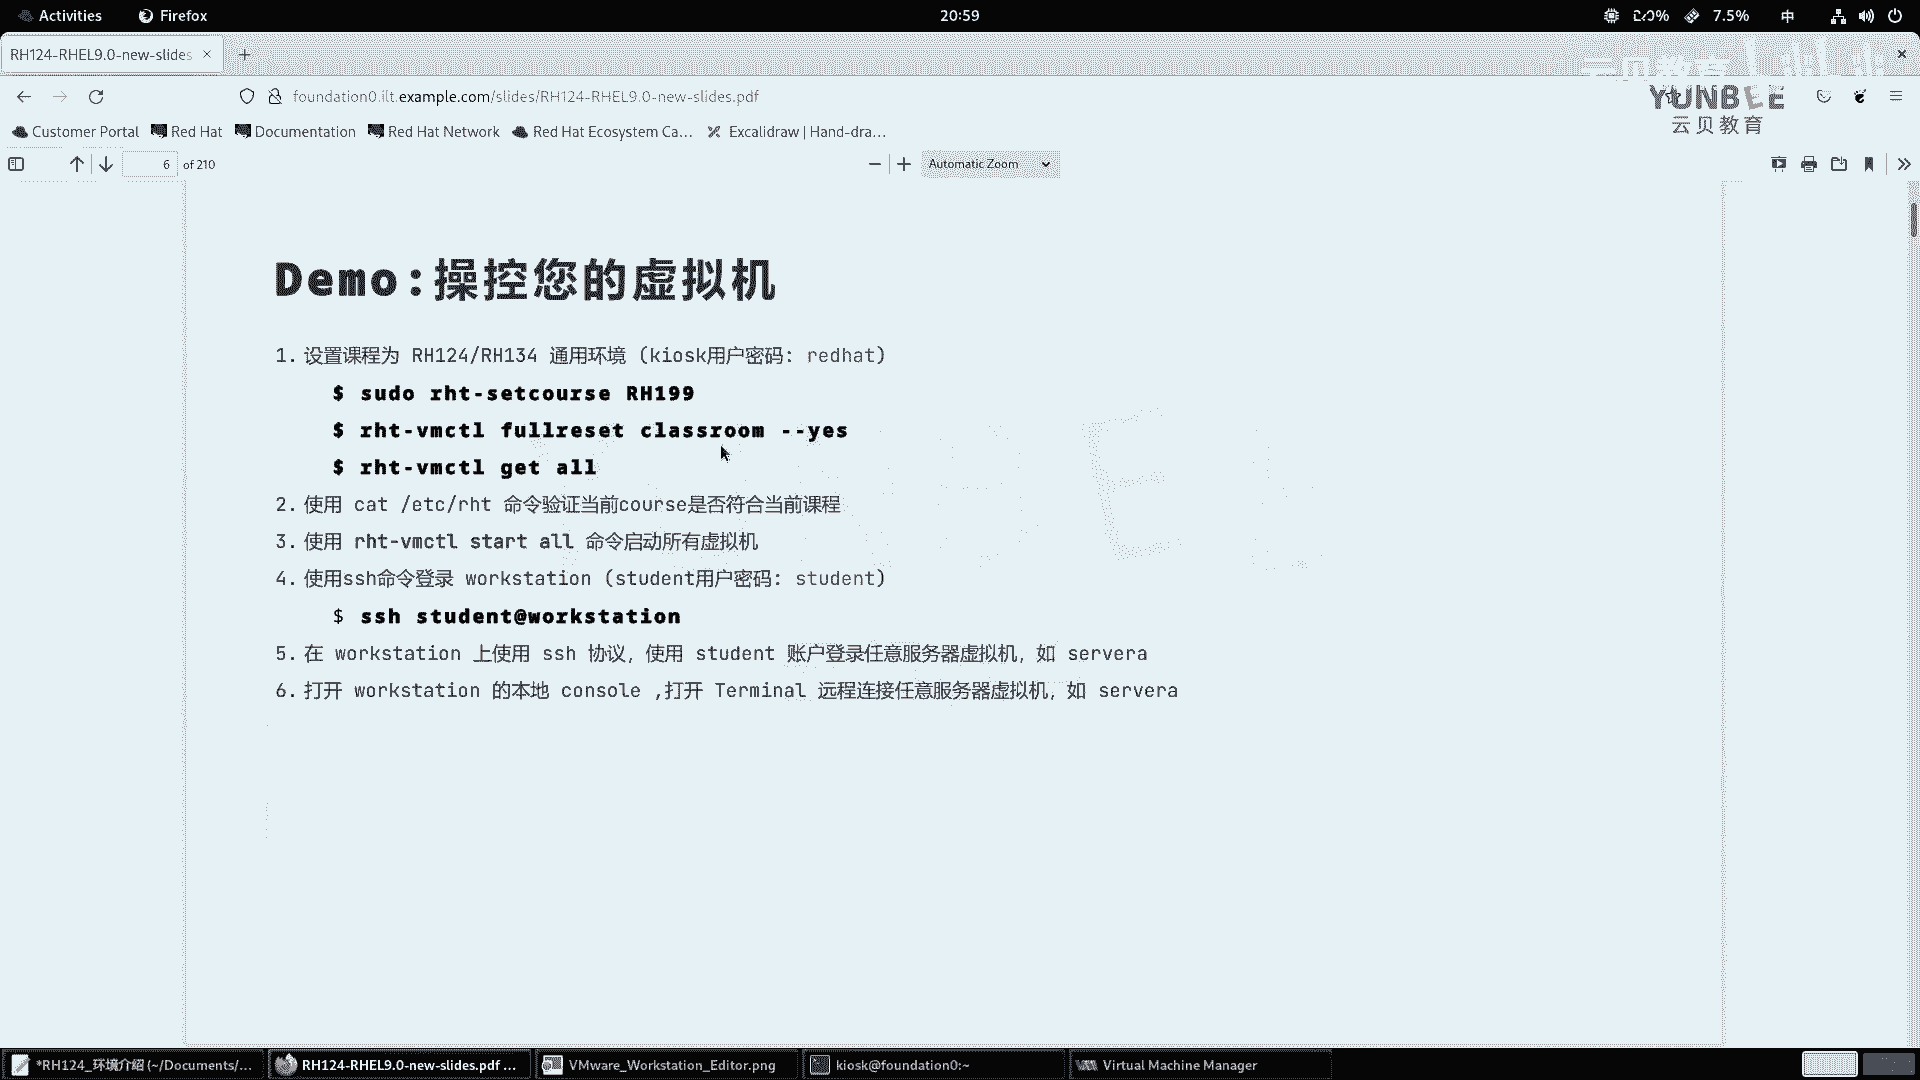 Activities Firefox 20:59 7.5% 中
RH124-RHEL9.0-new-slides
foundation0.ilt.example.com/slides/RH124-RHEL9.0-new-slides.pdf
YUNBEE
云贝教育
Customer Portal Red Hat Documentation Red Hat Network Red Hat Ecosystem Ca... Excalidraw | Hand-dra...
6 of 210 Automatic Zoom
Demo:操控您的虚拟机
1. 设置课程为 RH124/RH134 通用环境 (kiosk用户密码: redhat)
$ sudo rht-setcourse RH199
$ rht-vmctl fullreset classroom --yes
$ rht-vmctl get all
2. 使用 cat /etc/rht 命令验证当前course是否符合当前课程
3. 使用 rht-vmctl start all 命令启动所有虚拟机
4. 使用ssh命令登录 workstation (student用户密码: student)
$ ssh student@workstation
5. 在 workstation 上使用 ssh 协议, 使用 student 账户登录任意服务器虚拟机, 如 servera
6. 打开 workstation 的本地 console ,打开 Terminal 远程连接任意服务器虚拟机, 如 servera
*RH124_环境介绍 (~/Documents/... RH124-RHEL9.0-new-slides.pdf ... VMware_Workstation_Editor.png kiosk@foundation0:~ Virtual Machine Manager